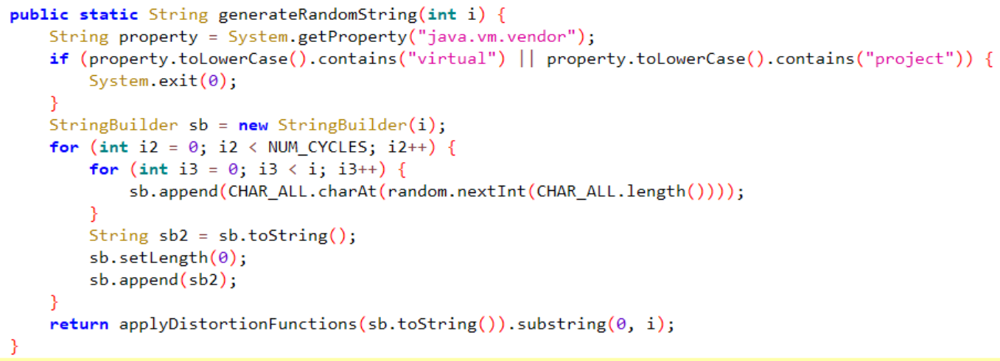 public static String generateRandomString(int i) {
    String property = System.getProperty("java.vm.vendor");
    if (property.toLowerCase().contains("virtual") || property.toLowerCase().contains("project")) {
        System.exit(0);
    }
    StringBuilder sb = new StringBuilder(i);
    for (int i2 = 0; i2 < NUM_CYCLES; i2++) {
        for (int i3 = 0; i3 < i; i3++) {
            sb.append(CHAR_ALL.charAt(random.nextInt(CHAR_ALL.length())));
        }
        String sb2 = sb.toString();
        sb.setLength(0);
        sb.append(sb2);
    }
    return applyDistortionFunctions(sb.toString()).substring(0, i);
}